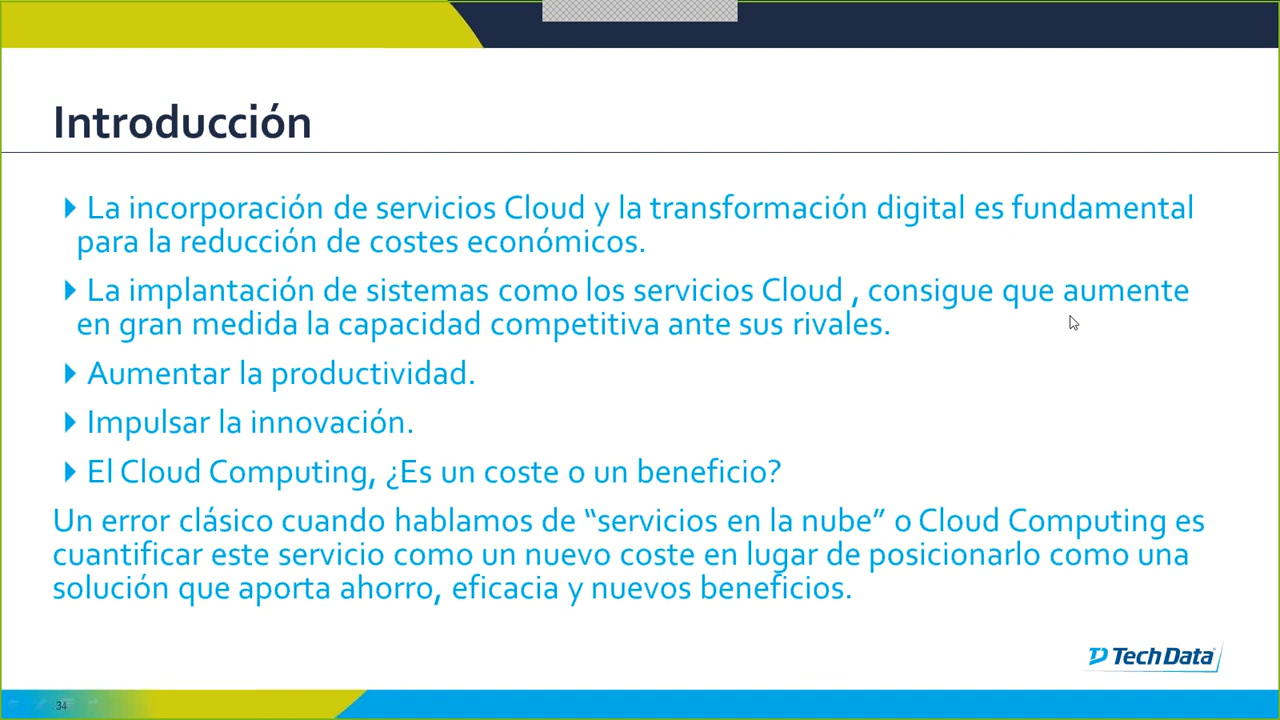 Introducción
La incorporación de servicios Cloud y la transformación digital es fundamental
para la reducción de costes económicos.
La implantación de sistemas como los servicios Cloud , consigue que aumente
en gran medida la capacidad competitiva ante sus rivales.
Aumentar la productividad.
Impulsar la innovación.
El Cloud Computing, ¿Es un coste o un beneficio?
Un error clásico cuando hablamos de “servicios en la nube” o Cloud Computing es
cuantificar este servicio como un nuevo coste en lugar de posicionarlo como una
solución que aporta ahorro, eficacia y nuevos beneficios.
Tech Data
34